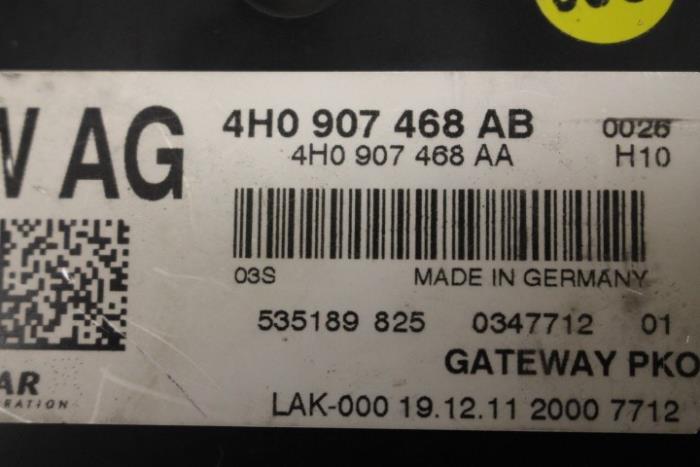 AG 4H0 907 468 AB 0026
4H0 907 468 AA H10
03S MADE IN GERMANY
535189 825 0347712 01
GATEWAY PKO
LAK-000 19.12.11 2000 7712